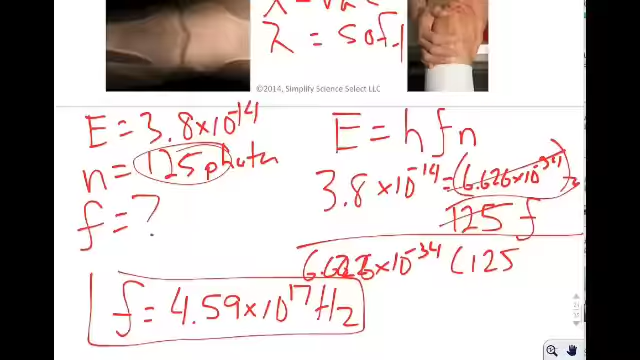 λ = 50f
©2014, Simplify Science Select LLC
E = 3.8×10⁻¹⁴
n = 125 photon
f = ?
E = hfn
3.8×10⁻¹⁴ = (6.626×10⁻³⁴)
125 f
6.626×10⁻³⁴ (125
f = 4.59×10¹⁷ Hz